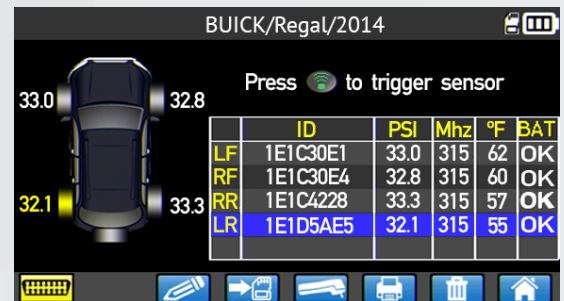 BUICK/Regal/2014
Press to trigger sensor
33.0 32.8
32.1 33.3
ID PSI Mhz ºF BAT
LF 1E1C30E1 33.0 315 62 OK
RF 1E1C30E4 32.8 315 60 OK
RR 1E1C4228 33.3 315 57 OK
LR 1E1D5AE5 32.1 315 55 OK